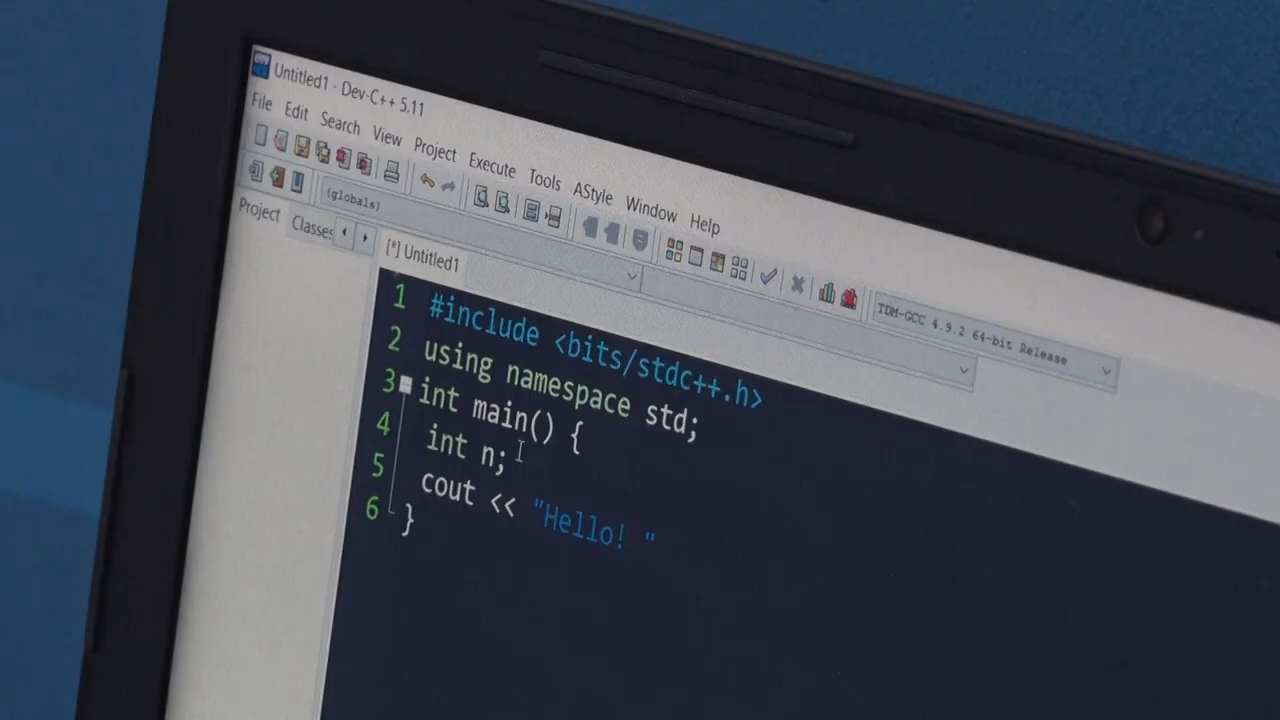 Untitled1 - Dev-C++ 5.11
File Edit Search View Project Execute Tools AStyle Window Help
TDM-GCC 4.9.2 64-bit Release
(globals)
Project Classes
[*] Untitled1
1 #include <bits/stdc++.h>
2 using namespace std;
3 int main() {
4 int n;
5 cout << "Hello! "
6 }